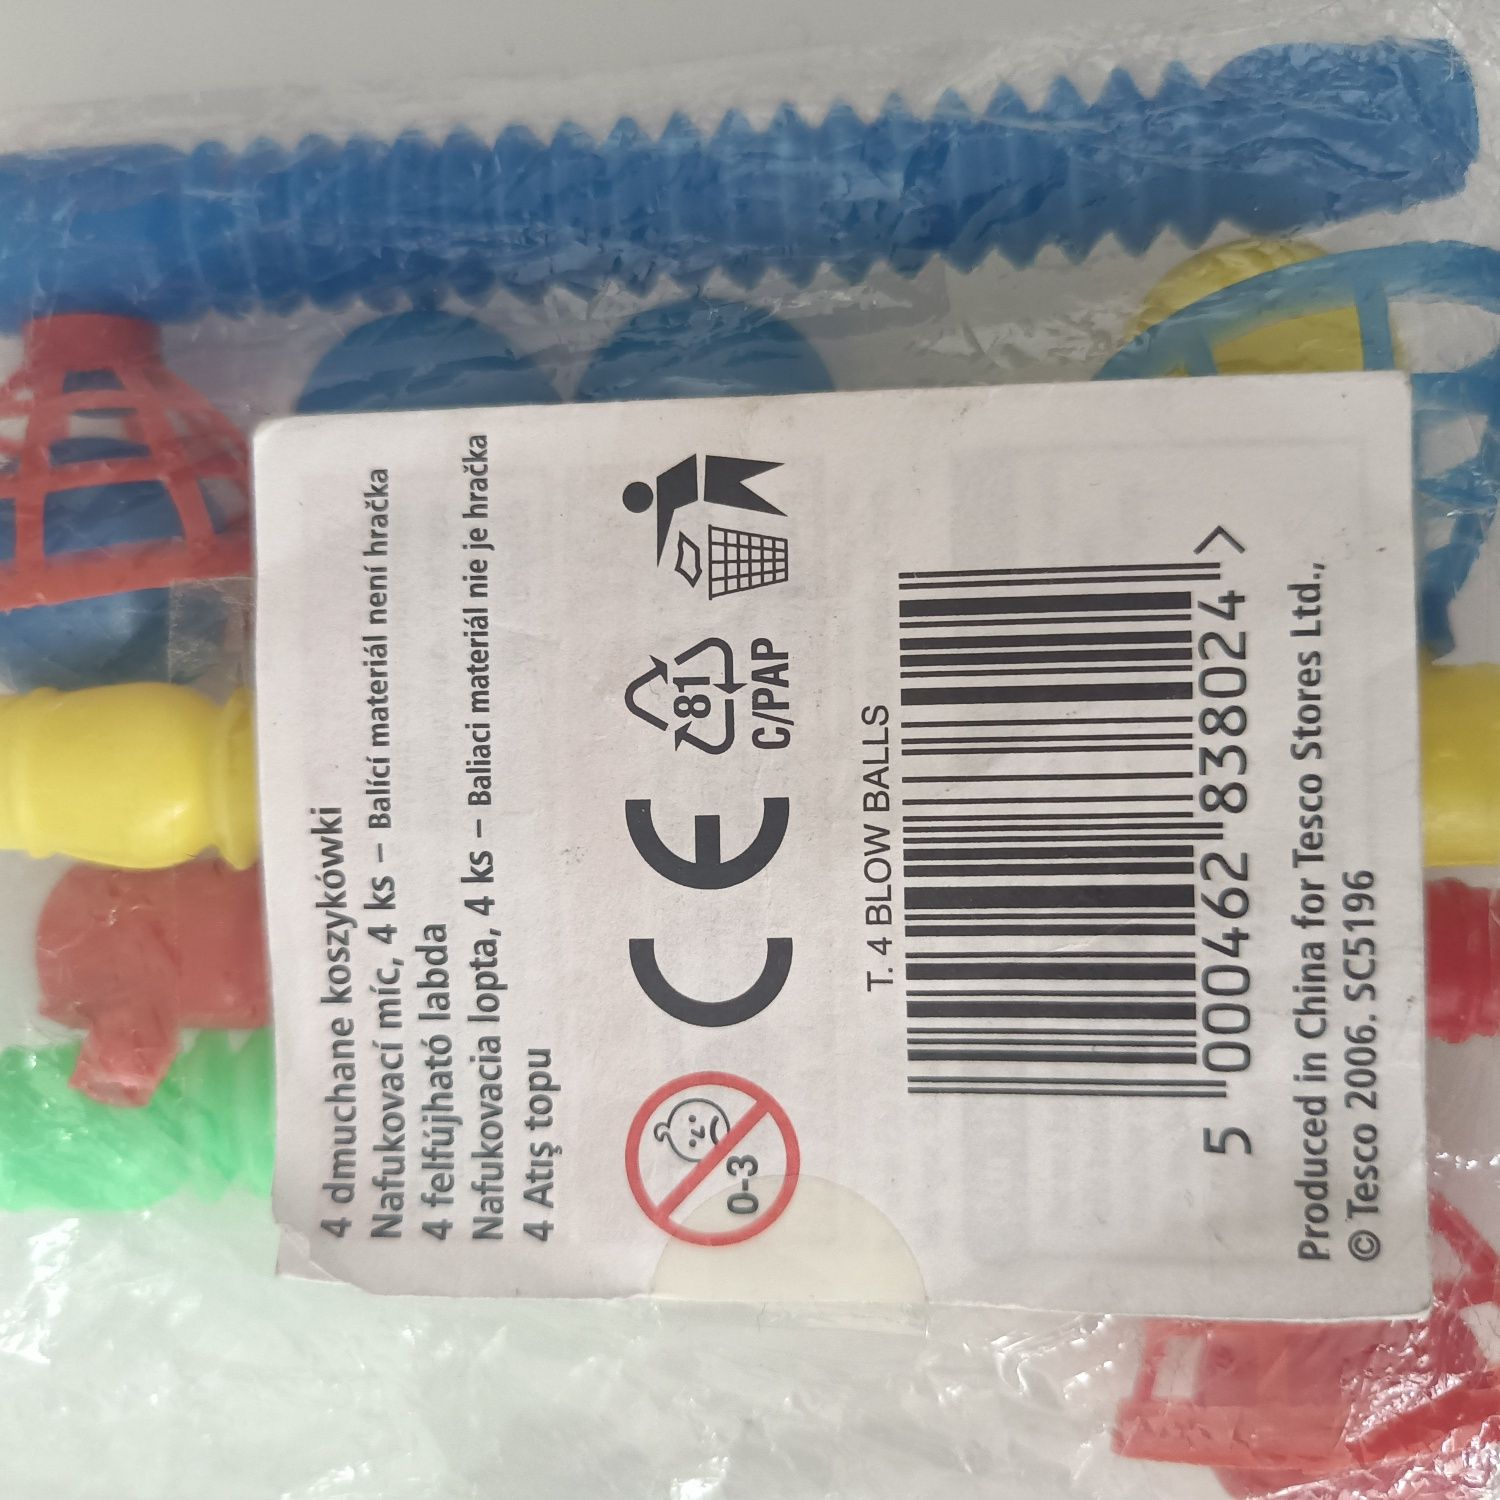 4 dmuchane koszykówki
Nafukovací míc, 4 ks – Balící materiál není hračka
4 felfújható labda
Nafukovacia lopta, 4 ks – Baliaci materiál nie je hračka
4 Atış topu
0-3
CE
81
C/PAP
T. 4 BLOW BALLS
5 000462 838024 >
Produced in China for Tesco Stores Ltd.,
© Tesco 2006. SC5196